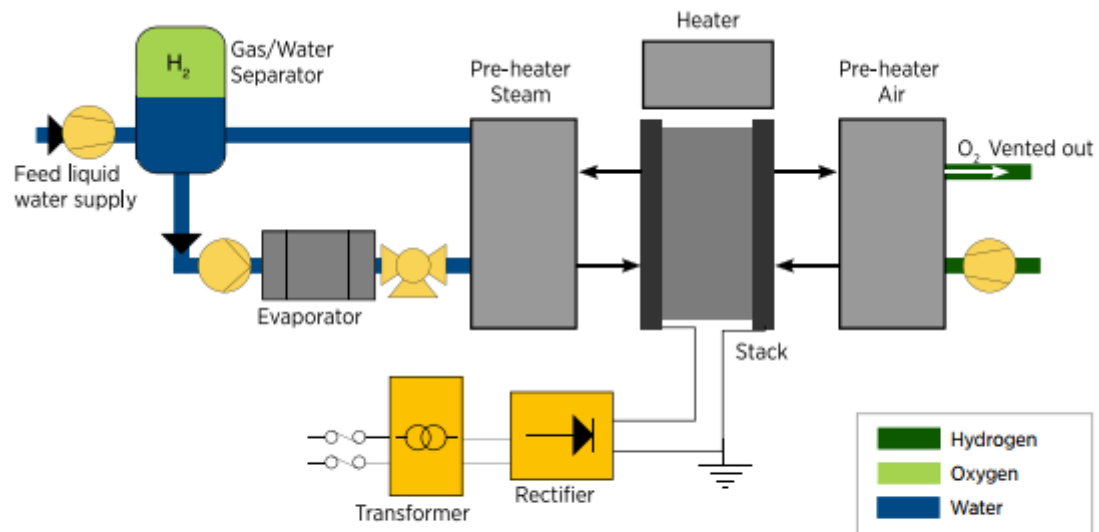 Heater
H₂
Gas/Water
Separator
Pre-heater
Steam
Pre-heater
Air
O₂ Vented out
Feed liquid
water supply
Evaporator
Stack
Transformer
Rectifier
Hydrogen
Oxygen
Water